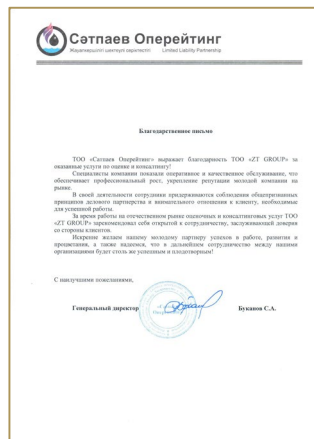 Сәтпаев Оперейтинг
Жауапкершілігі шектеулі серіктестігі Limited Liability Partnership
Благодарственное письмо
ТОО «Сатпаев Оперейтинг» выражает благодарность ТОО «ZT GROUP» за
оказанные услуги по оценке и консалтингу!
Специалисты компании показали оперативное и качественное обслуживание, что
обеспечивает профессиональный рост, укрепление репутации молодой компании на
рынке.
В своей деятельности сотрудники придерживаются соблюдения общепризнанных
принципов делового партнерства и внимательного отношения к клиенту, необходимые
для успешной работы.
За время работы на отечественном рынке оценочных и консалтинговых услуг ТОО
«ZT GROUP» зарекомендовал себя открытой к сотрудничеству, заслуживающей доверия
со стороны клиентов.
Искренне желаем нашему молодому партнеру успехов в работе, развития и
процветания, а также надеемся, что в дальнейшем сотрудничество между нашими
организациями будет столь же успешным и плодотворным!
С наилучшими пожеланиями,
Генеральный директор Буканов С.А.